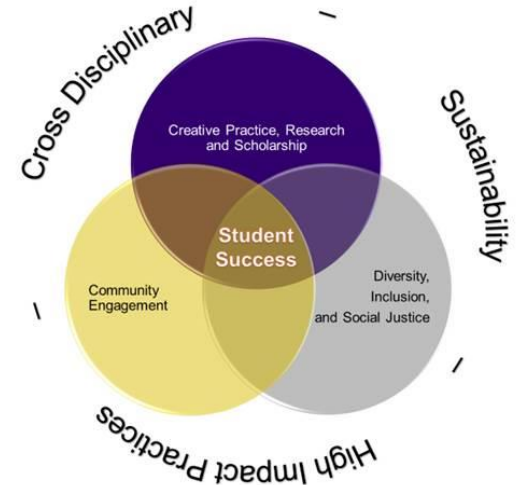 Cross Disciplinary
Sustainability
Creative Practice, Research
and Scholarship
Student
Success
Community
Engagement
Diversity,
Inclusion,
and Social Justice
High Impact Practices